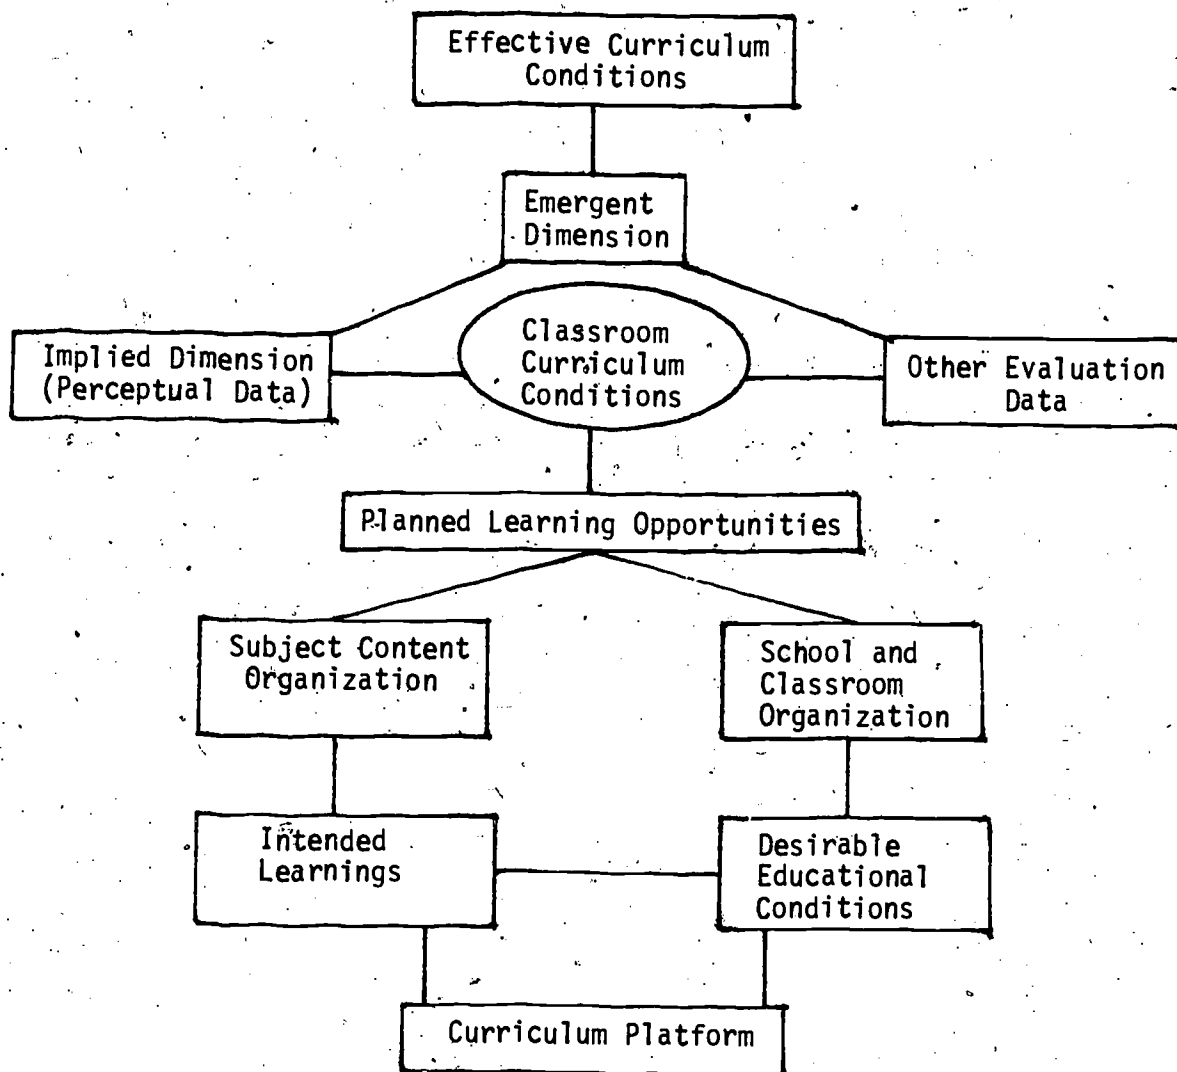 Effective Curriculum
Conditions
Emergent
Dimension
Classroom
Curriculum
Conditions
Implied Dimension
(Perceptual Data)
Other Evaluation
Data
Planned Learning Opportunities
Subject Content
Organization
School and
Classroom
Organization
Intended
Learnings
Desirable
Educational
Conditions
Curriculum Platform